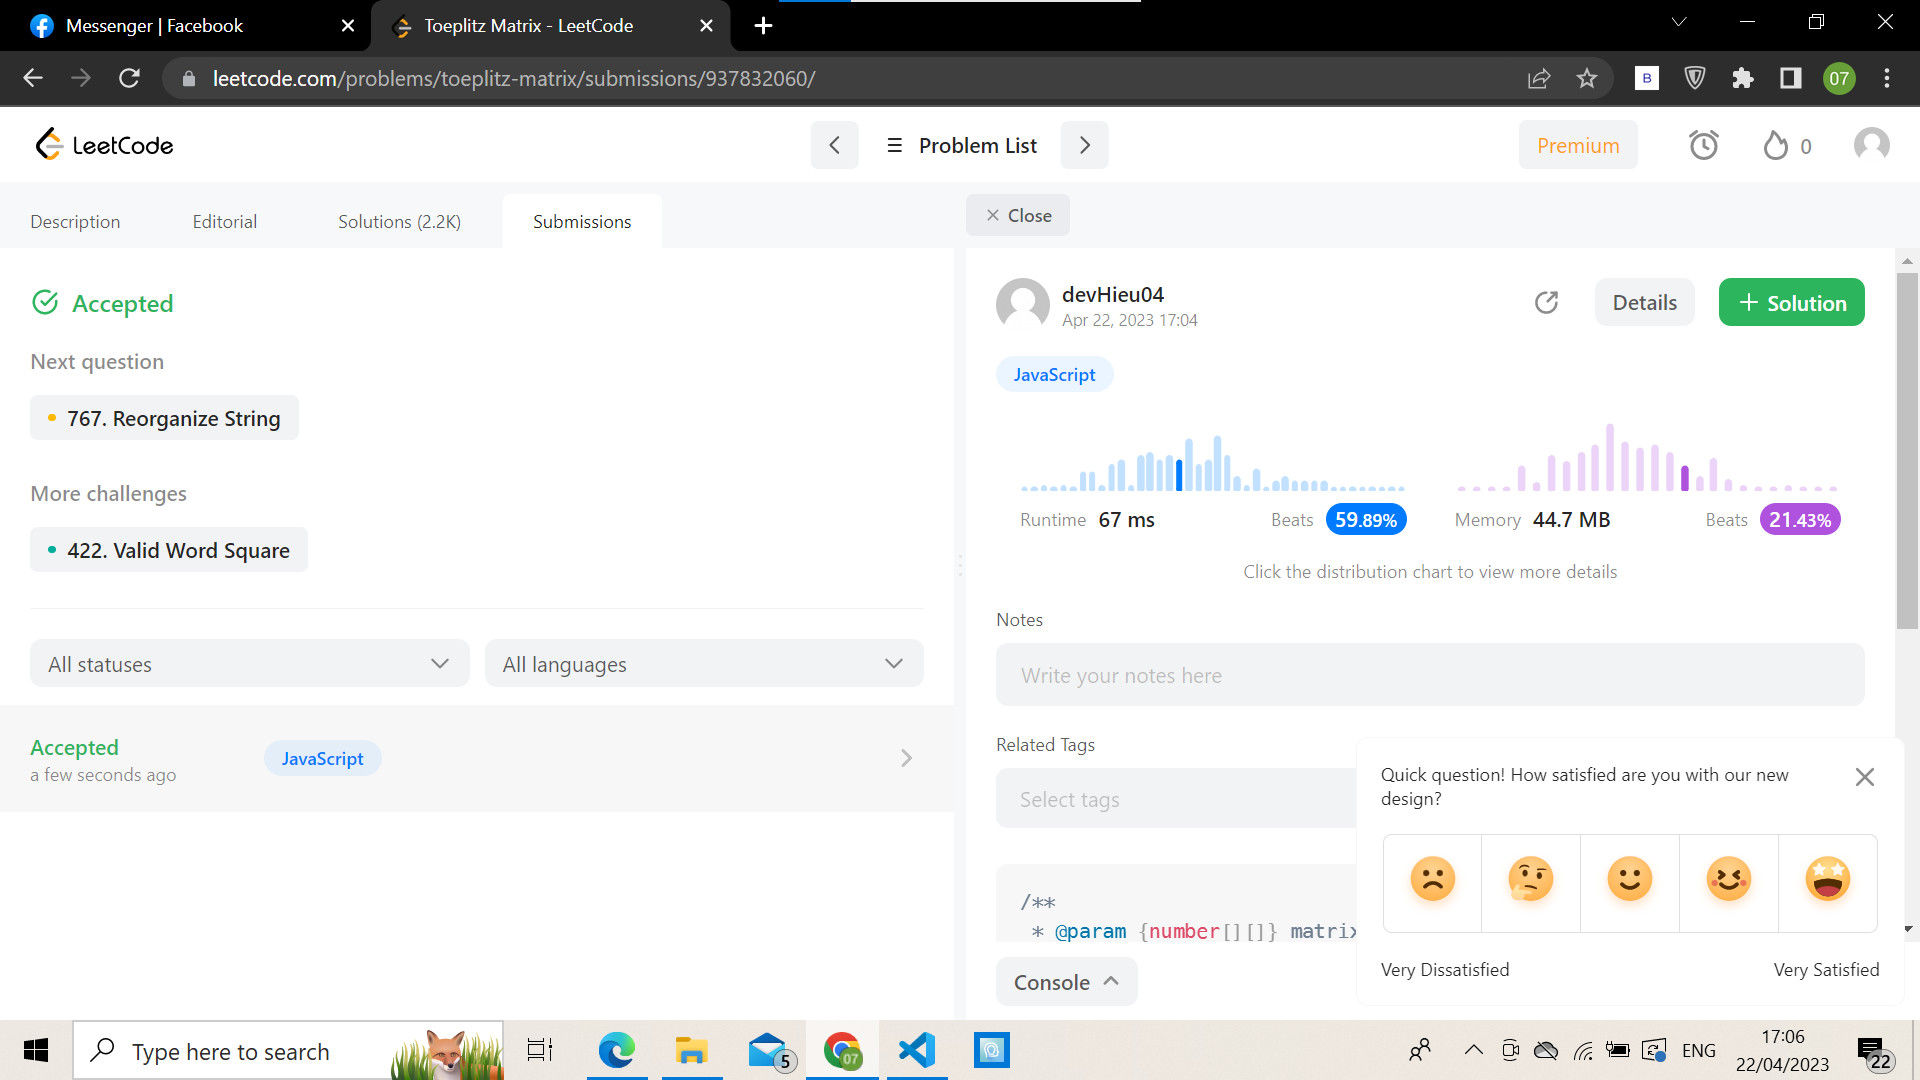 Messenger | Facebook
Toeplitz Matrix - LeetCode
leetcode.com/problems/toeplitz-matrix/submissions/937832060/
B
07
LeetCode
Problem List
Premium
0
Description
Editorial
Solutions (2.2K)
Submissions
Close
Accepted
Next question
767. Reorganize String
More challenges
422. Valid Word Square
All statuses
All languages
Accepted
a few seconds ago
JavaScript
devHieu04
Apr 22, 2023 17:04
Details
+ Solution
JavaScript
Runtime 67 ms
Beats 59.89%
Memory 44.7 MB
Beats 21.43%
Click the distribution chart to view more details
Notes
Write your notes here
Related Tags
Select tags
/**
* @param {number[][]} matrix
Console
Quick question! How satisfied are you with our new
design?
Very Dissatisfied
Very Satisfied
Type here to search
5
07
ENG
17:06
22/04/2023
22